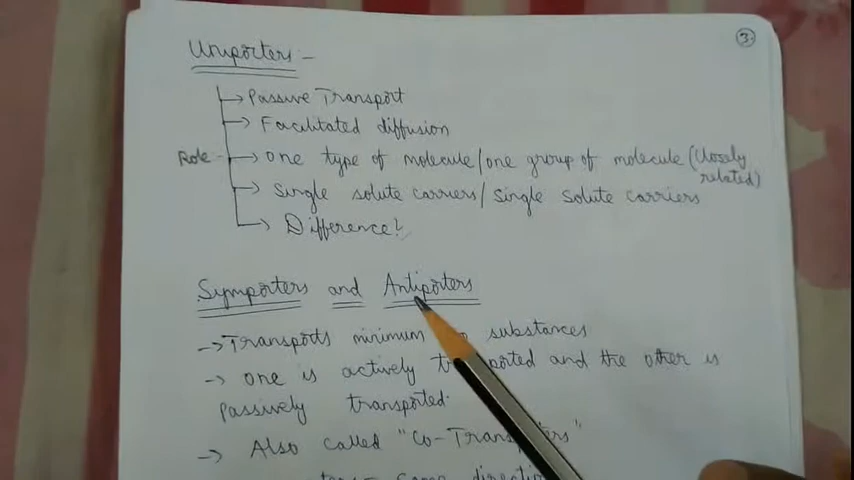 3
Uniporters -
→ Passive Transport
→ Facilitated diffusion
Role - → One type of molecule/one group of molecule (Closely
related)
→ Single solute carriers/Single Solute Carriers
→ Difference?
Symporters and Antiporters
→ Transports minimum substances
→ one is actively and the other is
passively transported.
→ Also called "Co-